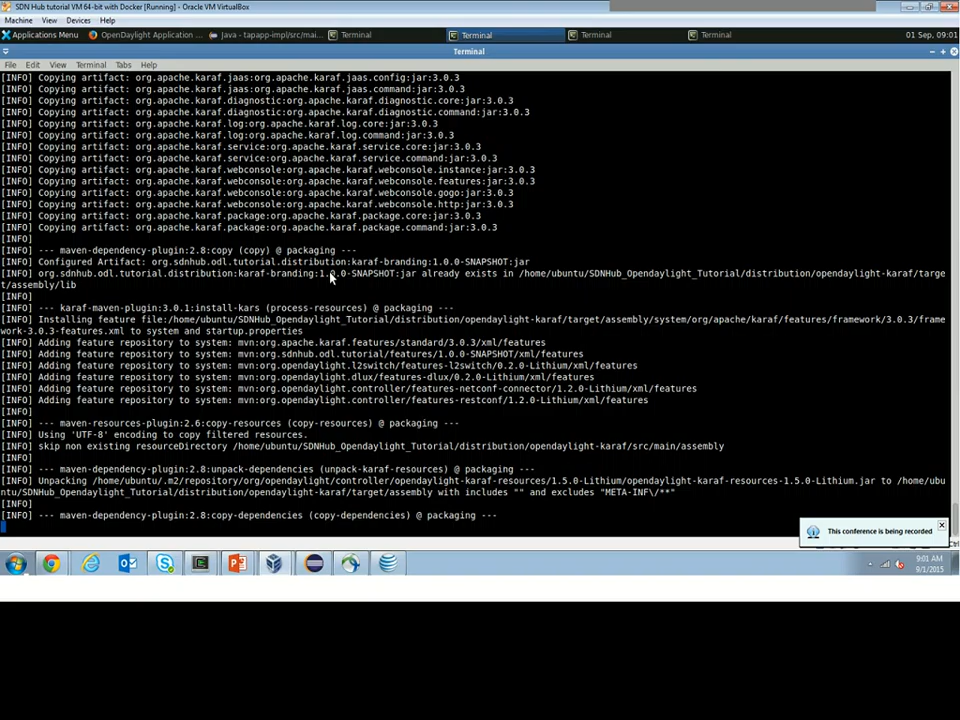 SDN Hub tutorial VM 64-bit with Docker [Running] - Oracle VM VirtualBox
Machine View Devices Help
Applications Menu OpenDaylight Application ... Java - tapapp-impl/src/mai... Terminal Terminal Terminal Terminal 01 Sep, 09:01
Terminal
File Edit View Terminal Tabs Help
[INFO] Copying artifact: org.apache.karaf.jaas:org.apache.karaf.jaas.config:jar:3.0.3
[INFO] Copying artifact: org.apache.karaf.jaas:org.apache.karaf.jaas.command:jar:3.0.3
[INFO] Copying artifact: org.apache.karaf.diagnostic:org.apache.karaf.diagnostic.core:jar:3.0.3
[INFO] Copying artifact: org.apache.karaf.diagnostic:org.apache.karaf.diagnostic.command:jar:3.0.3
[INFO] Copying artifact: org.apache.karaf.log:org.apache.karaf.log.core:jar:3.0.3
[INFO] Copying artifact: org.apache.karaf.log:org.apache.karaf.log.command:jar:3.0.3
[INFO] Copying artifact: org.apache.karaf.service:org.apache.karaf.service.core:jar:3.0.3
[INFO] Copying artifact: org.apache.karaf.service:org.apache.karaf.service.command:jar:3.0.3
[INFO] Copying artifact: org.apache.karaf.webconsole:org.apache.karaf.webconsole.instance:jar:3.0.3
[INFO] Copying artifact: org.apache.karaf.webconsole:org.apache.karaf.webconsole.features:jar:3.0.3
[INFO] Copying artifact: org.apache.karaf.webconsole:org.apache.karaf.webconsole.gogo:jar:3.0.3
[INFO] Copying artifact: org.apache.karaf.webconsole:org.apache.karaf.webconsole.http:jar:3.0.3
[INFO] Copying artifact: org.apache.karaf.package:org.apache.karaf.package.core:jar:3.0.3
[INFO] Copying artifact: org.apache.karaf.package:org.apache.karaf.package.command:jar:3.0.3
[INFO]
[INFO] --- maven-dependency-plugin:2.8:copy (copy) @ packaging ---
[INFO] Configured Artifact: org.sdnhub.odl.tutorial.distribution:karaf-branding:1.0.0-SNAPSHOT:jar
[INFO] org.sdnhub.odl.tutorial.distribution:karaf-branding:1.0.0-SNAPSHOT:jar already exists in /home/ubuntu/SDNHub_Opendaylight_Tutorial/distribution/opendaylight-karaf/targe
t/assembly/lib
[INFO]
[INFO] --- karaf-maven-plugin:3.0.1:install-kars (process-resources) @ packaging ---
[INFO] Installing feature file:/home/ubuntu/SDNHub_Opendaylight_Tutorial/distribution/opendaylight-karaf/target/assembly/system/org/apache/karaf/features/framework/3.0.3/frame
work-3.0.3-features.xml to system and startup.properties
[INFO] Adding feature repository to system: mvn:org.apache.karaf.features/standard/3.0.3/xml/features
[INFO] Adding feature repository to system: mvn:org.sdnhub.odl.tutorial/features/1.0.0-SNAPSHOT/xml/features
[INFO] Adding feature repository to system: mvn:org.opendaylight.l2switch/features-l2switch/0.2.0-Lithium/xml/features
[INFO] Adding feature repository to system: mvn:org.opendaylight.dlux/features-dlux/0.2.0-Lithium/xml/features
[INFO] Adding feature repository to system: mvn:org.opendaylight.controller/features-netconf-connector/1.2.0-Lithium/xml/features
[INFO] Adding feature repository to system: mvn:org.opendaylight.controller/features-restconf/1.2.0-Lithium/xml/features
[INFO]
[INFO] --- maven-resources-plugin:2.6:copy-resources (copy-resources) @ packaging ---
[INFO] Using 'UTF-8' encoding to copy filtered resources.
[INFO] skip non existing resourceDirectory /home/ubuntu/SDNHub_Opendaylight_Tutorial/distribution/opendaylight-karaf/src/main/assembly
[INFO]
[INFO] --- maven-dependency-plugin:2.8:unpack-dependencies (unpack-karaf-resources) @ packaging ---
[INFO] Unpacking /home/ubuntu/.m2/repository/org/opendaylight/controller/opendaylight-karaf-resources/1.5.0-Lithium/opendaylight-karaf-resources-1.5.0-Lithium.jar to /home/ubu
ntu/SDNHub_Opendaylight_Tutorial/distribution/opendaylight-karaf/target/assembly with includes "" and excludes "META-INF\/**"
[INFO]
[INFO] --- maven-dependency-plugin:2.8:copy-dependencies (copy-dependencies) @ packaging ---
This conference is being recorded
9:01 AM
9/1/2015